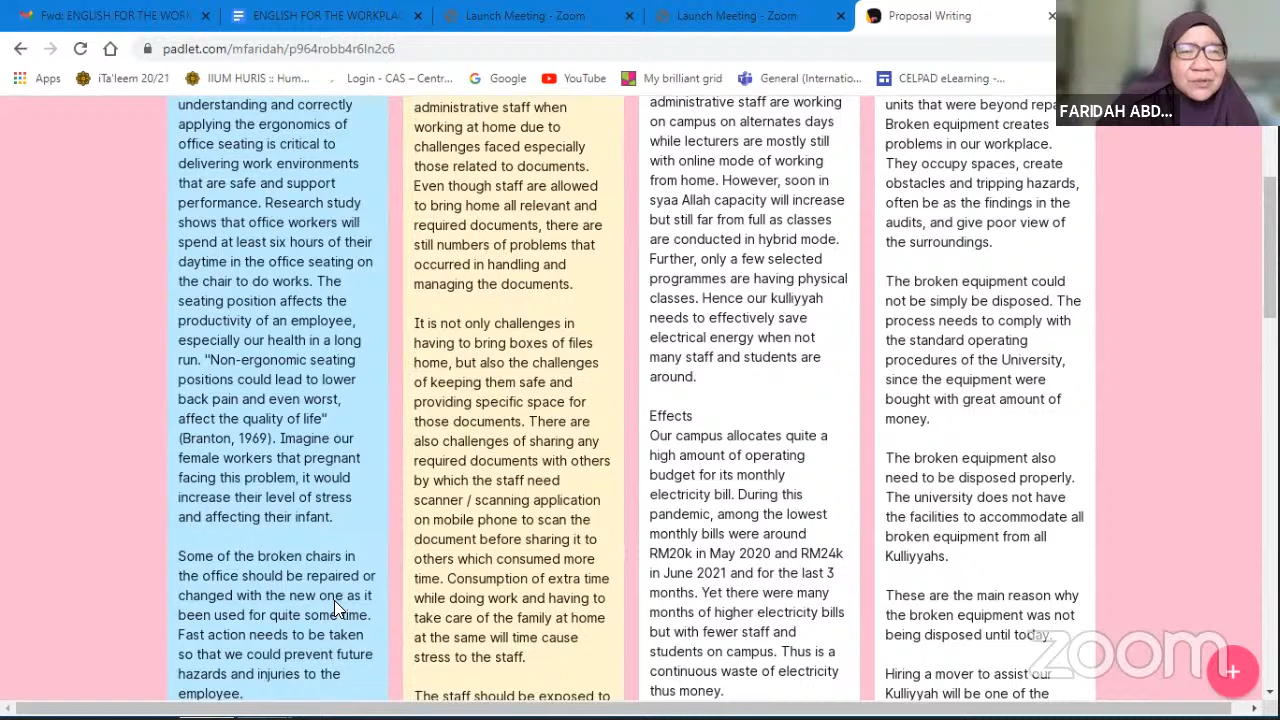 Fwd: ENGLISH FOR THE WORK
ENGLISH FOR THE WORKPLAC
Launch Meeting - Zoom
Launch Meeting - Zoom
Proposal Writing
padlet.com/mfaridah/p964robb4r6ln2c6
Apps
iTa'leem 20/21
IIUM HURIS :: Hum...
Login - CAS – Centr...
Google
YouTube
My brilliant grid
General (Internatio...
CELPAD eLearning -...
FARIDAH ABD...
understanding and correctly
applying the ergonomics of
office seating is critical to
delivering work environments
that are safe and support
performance. Research study
shows that office workers will
spend at least six hours of their
daytime in the office seating on
the chair to do works. The
seating position affects the
productivity of an employee,
especially our health in a long
run. "Non-ergonomic seating
positions could lead to lower
back pain and even worst,
affect the quality of life"
(Branton, 1969). Imagine our
female workers that pregnant
facing this problem, it would
increase their level of stress
and affecting their infant.
Some of the broken chairs in
the office should be repaired or
changed with the new one as it
been used for quite some time.
Fast action needs to be taken
so that we could prevent future
hazards and injuries to the
employee.
administrative staff when
working at home due to
challenges faced especially
those related to documents.
Even though staff are allowed
to bring home all relevant and
required documents, there are
still numbers of problems that
occurred in handling and
managing the documents.
It is not only challenges in
having to bring boxes of files
home, but also the challenges
of keeping them safe and
providing specific space for
those documents. There are
also challenges of sharing any
required documents with others
by which the staff need
scanner / scanning application
on mobile phone to scan the
document before sharing it to
others which consumed more
time. Consumption of extra time
while doing work and having to
take care of the family at home
at the same will time cause
stress to the staff.
The staff should be exposed to
administrative staff are working
on campus on alternates days
while lecturers are mostly still
with online mode of working
from home. However, soon in
syaa Allah capacity will increase
but still far from full as classes
are conducted in hybrid mode.
Further, only a few selected
programmes are having physical
classes. Hence our kulliyyah
needs to effectively save
electrical energy when not
many staff and students are
around.
Effects
Our campus allocates quite a
high amount of operating
budget for its monthly
electricity bill. During this
pandemic, among the lowest
monthly bills were around
RM20k in May 2020 and RM24k
in June 2021 and for the last 3
months. Yet there were many
months of higher electricity bills
but with fewer staff and
students on campus. Thus is a
continuous waste of electricity
thus money.
units that were beyond repa
Broken equipment creates
problems in our workplace.
They occupy spaces, create
obstacles and tripping hazards,
often be as the findings in the
audits, and give poor view of
the surroundings.
The broken equipment could
not be simply be disposed. The
process needs to comply with
the standard operating
procedures of the University,
since the equipment were
bought with great amount of
money.
The broken equipment also
need to be disposed properly.
The university does not have
the facilities to accommodate all
broken equipment from all
Kulliyyahs.
These are the main reason why
the broken equipment was not
being disposed until today.
Hiring a mover to assist our
Kulliyyah will be one of the
zoom